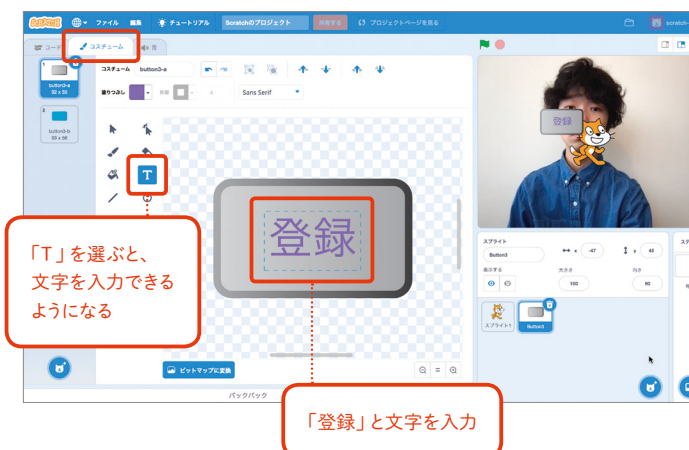 SCRATCH ファイル 編集 チュートリアル Scratchのプロジェクト 共有する プロジェクトページを見る scratch-
コード コスチューム 音
1
button3-a
2
button3-b
コスチューム button3-a
塗りつぶし 枠線 4 Sans Serif
T
登録
「T」を選ぶと、
文字を入力できる
ようになる
ビットマップに変換
=
バックパック
「登録」と文字を入力
登録
スプライト
Button3 x -47 y 45
表示する 大きさ 向き
100 90
スプライト1 Button3